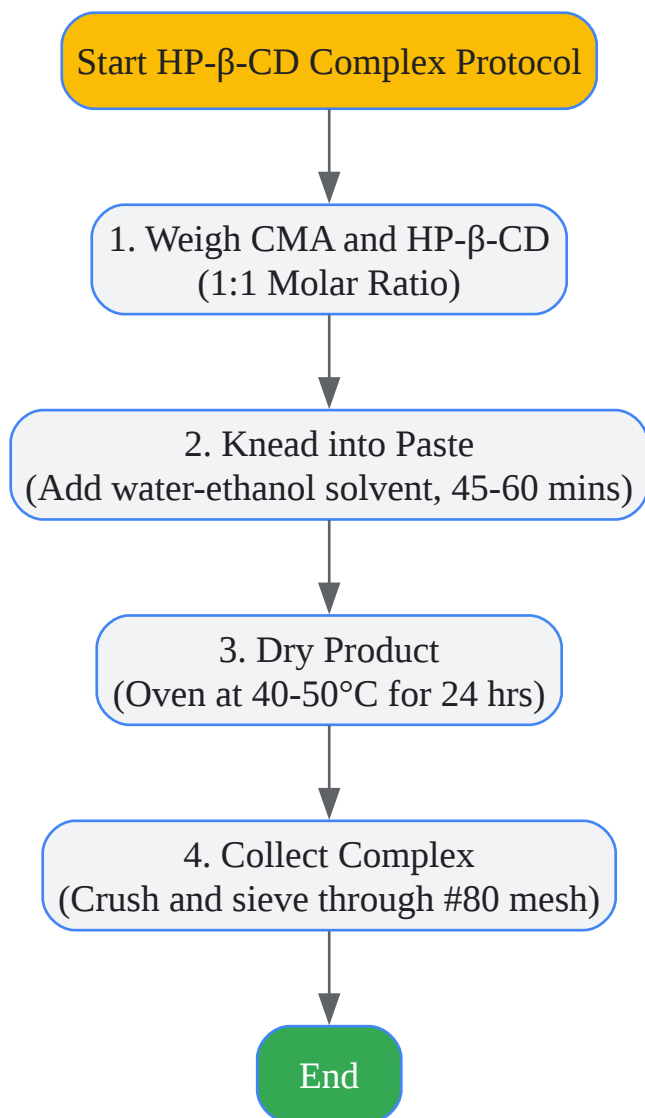 Start HP-β-CD Complex Protocol
1. Weigh CMA and HP-β-CD
(1:1 Molar Ratio)
2. Knead into Paste
(Add water-ethanol solvent, 45-60 mins)
3. Dry Product
(Oven at 40-50°C for 24 hrs)
4. Collect Complex
(Crush and sieve through #80 mesh)
End